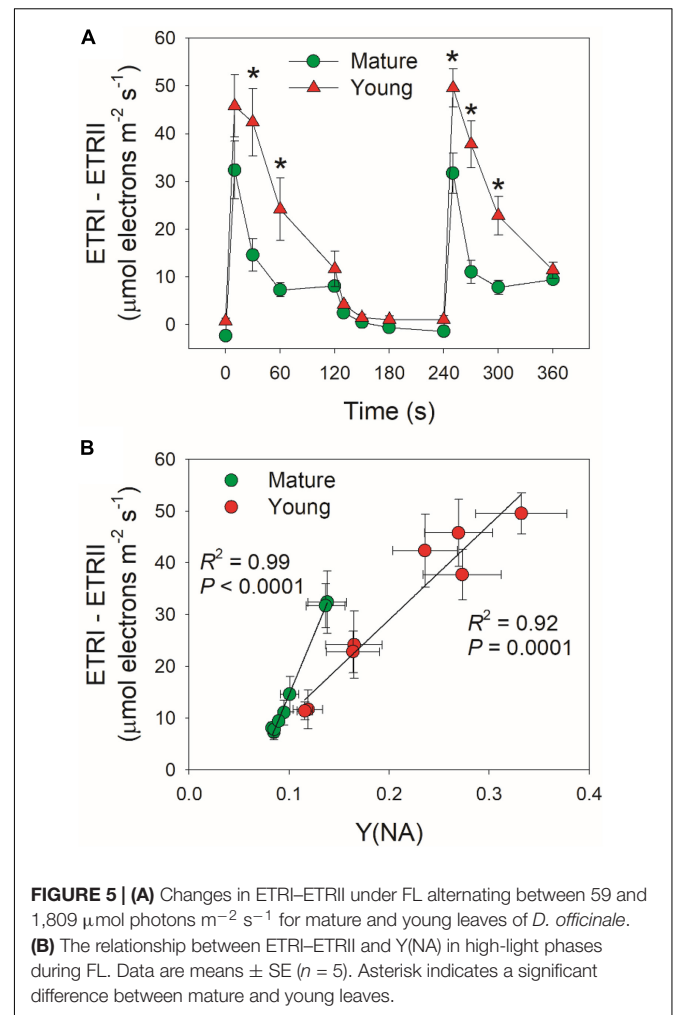 A
60
50
40
30
20
10
0
ETRI - ETRII
(μmol electrons m⁻² s⁻¹)
Mature
Young
*
*
*
*
*
0 60 120 180 240 300 360
Time (s)
B
60
50
40
30
20
10
0
ETRI - ETRII
(μmol electrons m⁻² s⁻¹)
Mature
Young
R² = 0.99
P < 0.0001
R² = 0.92
P = 0.0001
0.0 0.1 0.2 0.3 0.4
Y(NA)
FIGURE 5 | (A) Changes in ETRI–ETRII under FL alternating between 59 and
1,809 μmol photons m⁻² s⁻¹ for mature and young leaves of D. officinale.
(B) The relationship between ETRI–ETRII and Y(NA) in high-light phases
during FL. Data are means ± SE (n = 5). Asterisk indicates a significant
difference between mature and young leaves.